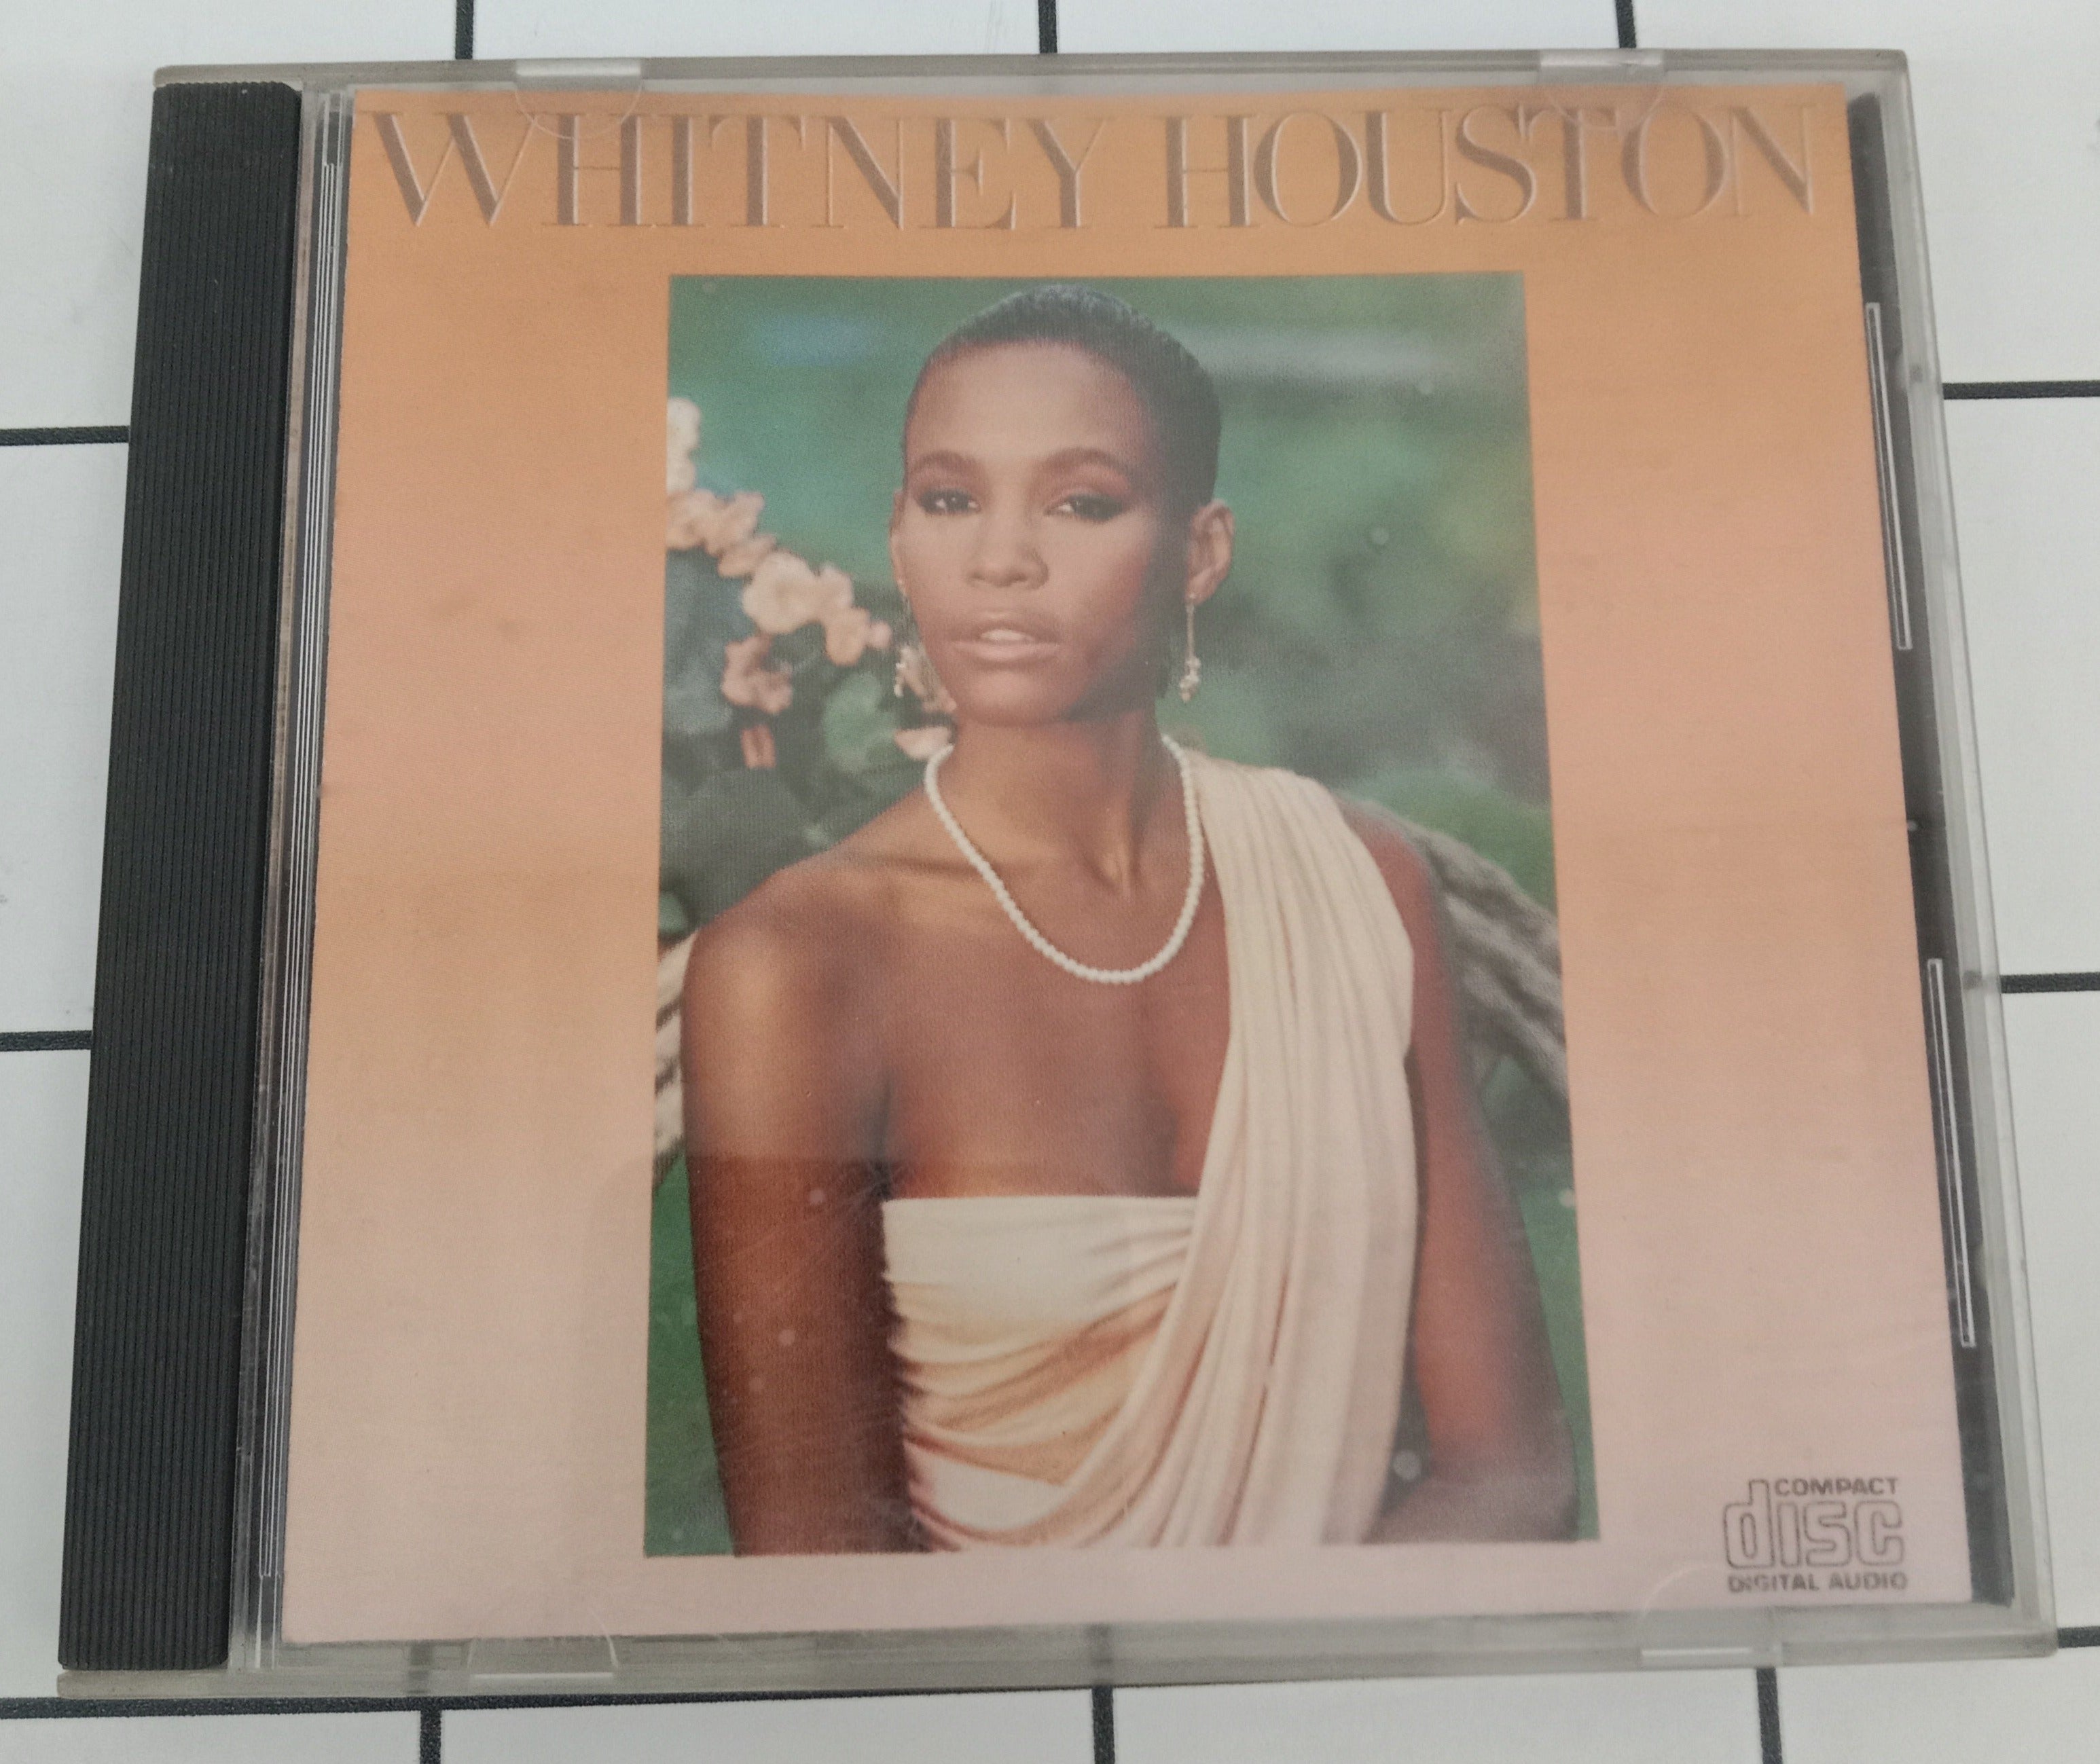 WHITNEY HOUSTON
COMPACT
disc
DIGITAL AUDIO